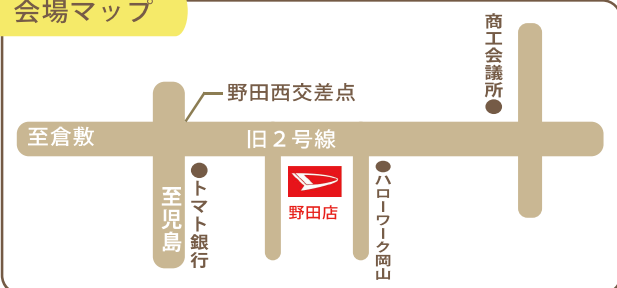 会場マップ
商工会議所
野田西交差点
至倉敷
旧2号線
至児島
トマト銀行
野田店
ハローワーク岡山